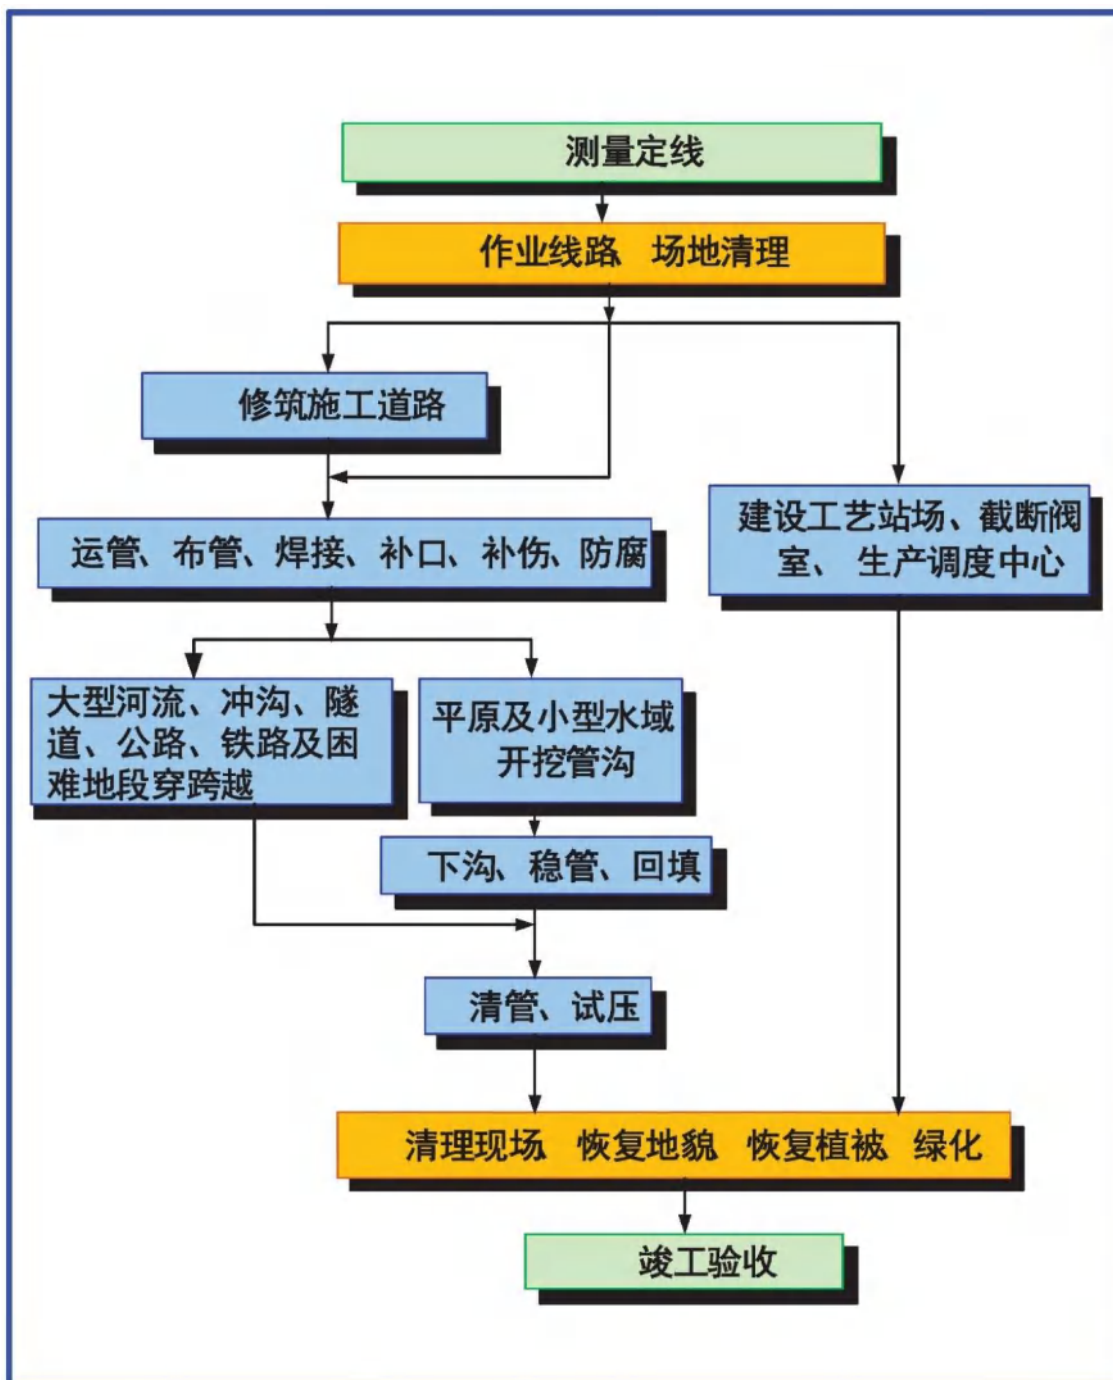 测量定线
作业线路、场地清理
修筑施工道路
运管、布管、焊接、补口、补伤、防腐
建设工艺站场、截断阀
室、生产调度中心
大型河流、冲沟、隧
道、公路、铁路及困
难地段穿跨越
平原及小型水域
开挖管沟
下沟、稳管、回填
清管、试压
清理现场、恢复地貌、恢复植被、绿化
竣工验收